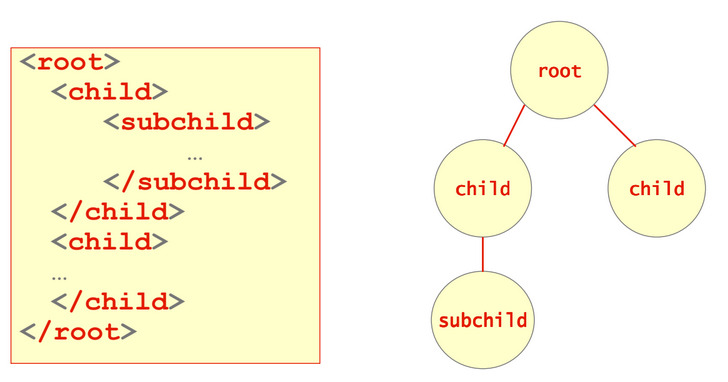 <root>
<child>
<subchild>
...
</subchild>
</child>
<child>
...
</child>
</root>
root
child
child
subchild